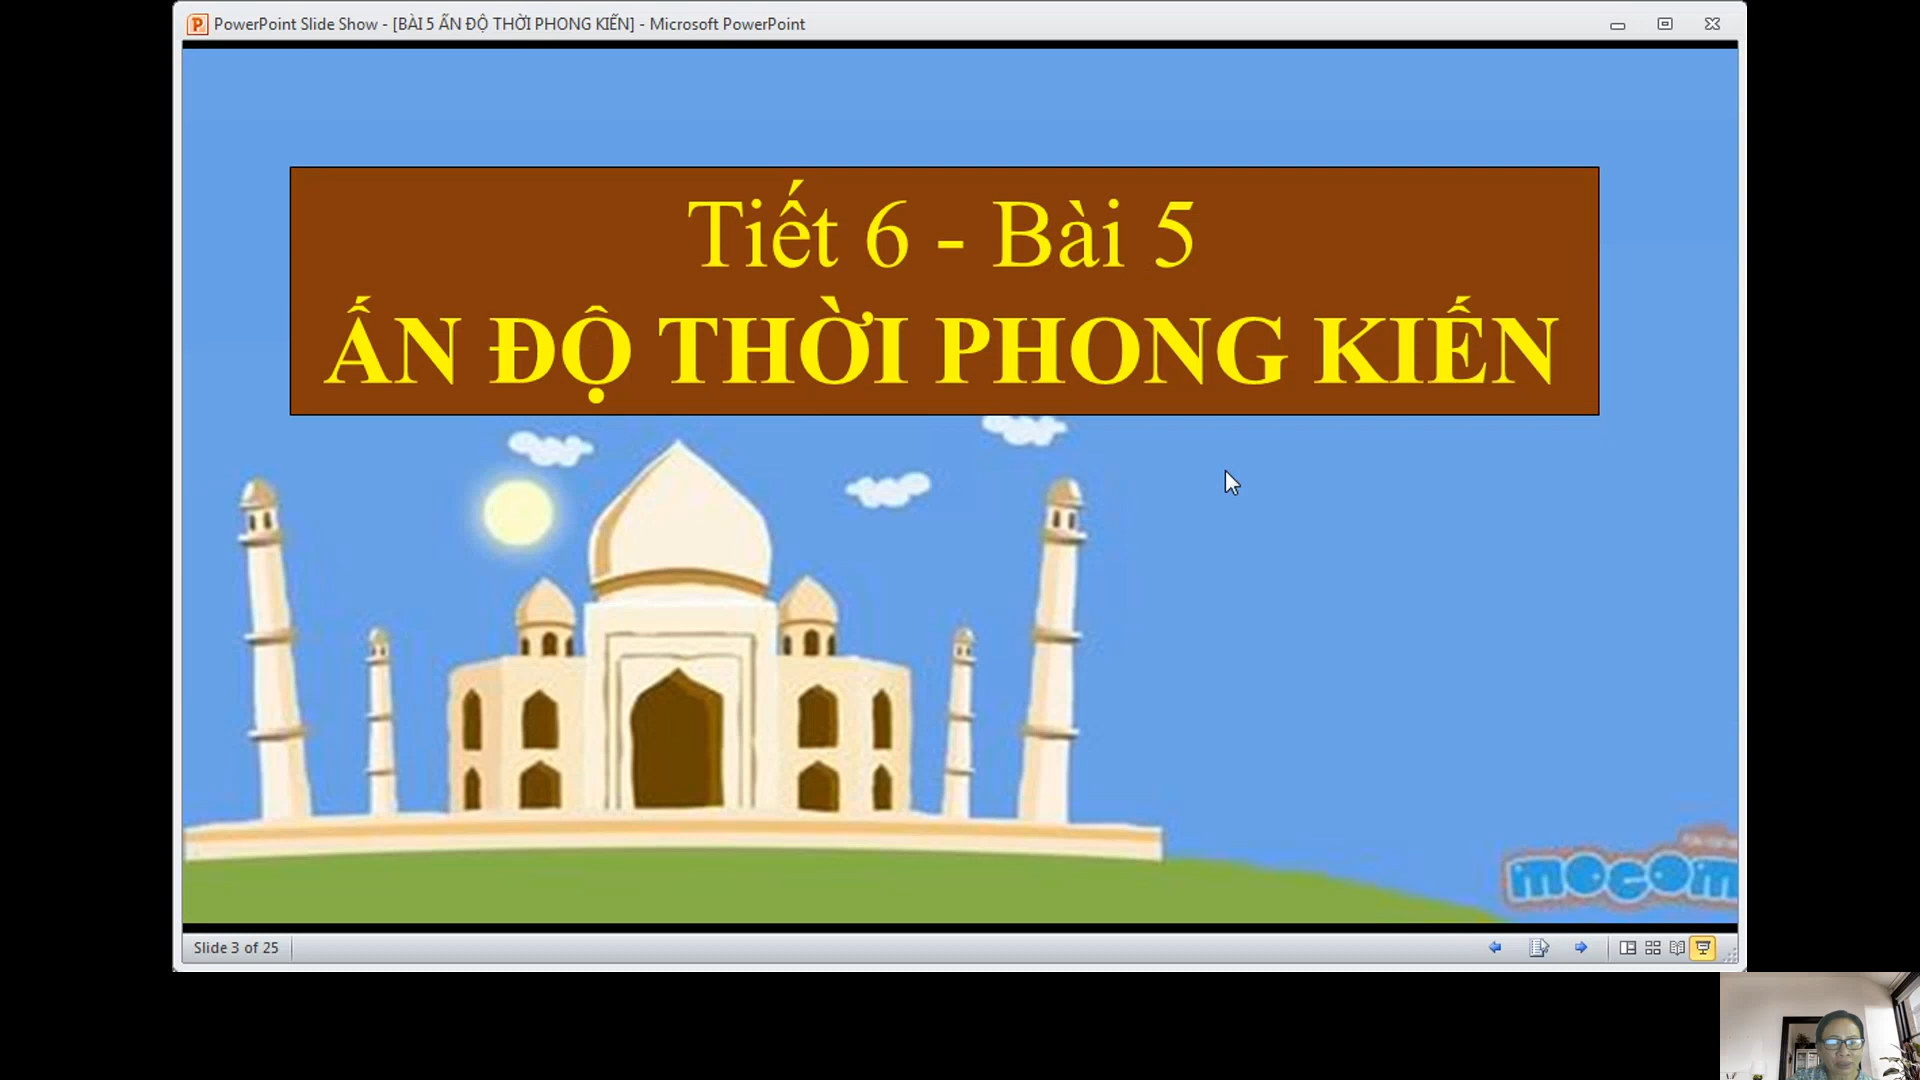 PowerPoint Slide Show - [BÀI 5 ẤN ĐỘ THỜI PHONG KIẾN] - Microsoft PowerPoint
Tiết 6 - Bài 5
ẤN ĐỘ THỜI PHONG KIẾN
mocom
Slide 3 of 25